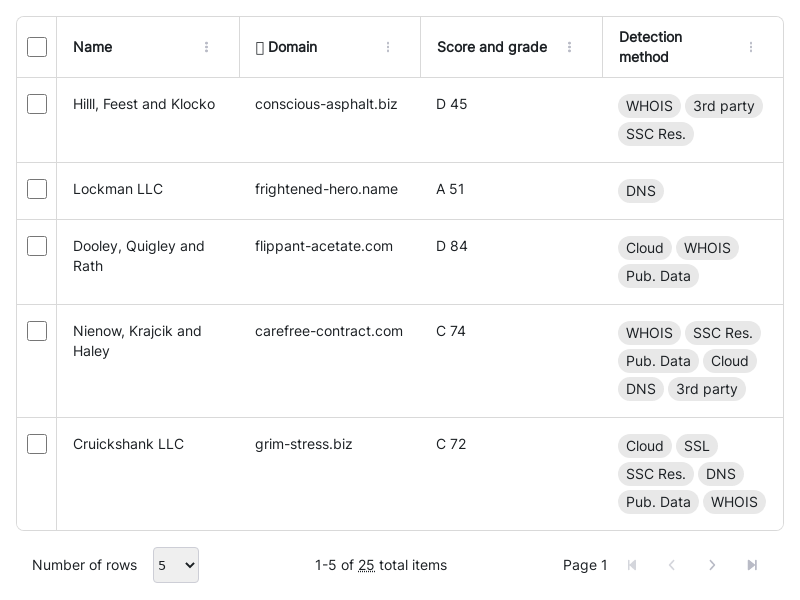 Name Domain Score and grade Detection method
Hilll, Feest and Klocko conscious-asphalt.biz D 45 WHOIS 3rd party
SSC Res.
Lockman LLC frightened-hero.name A 51 DNS
Dooley, Quigley and Rath flippant-acetate.com D 84 Cloud WHOIS
Pub. Data
Nienow, Krajcik and Haley carefree-contract.com C 74 WHOIS SSC Res.
Pub. Data Cloud
DNS 3rd party
Cruickshank LLC grim-stress.biz C 72 Cloud SSL
SSC Res. DNS
Pub. Data WHOIS
Number of rows 5 1-5 of 25 total items Page 1